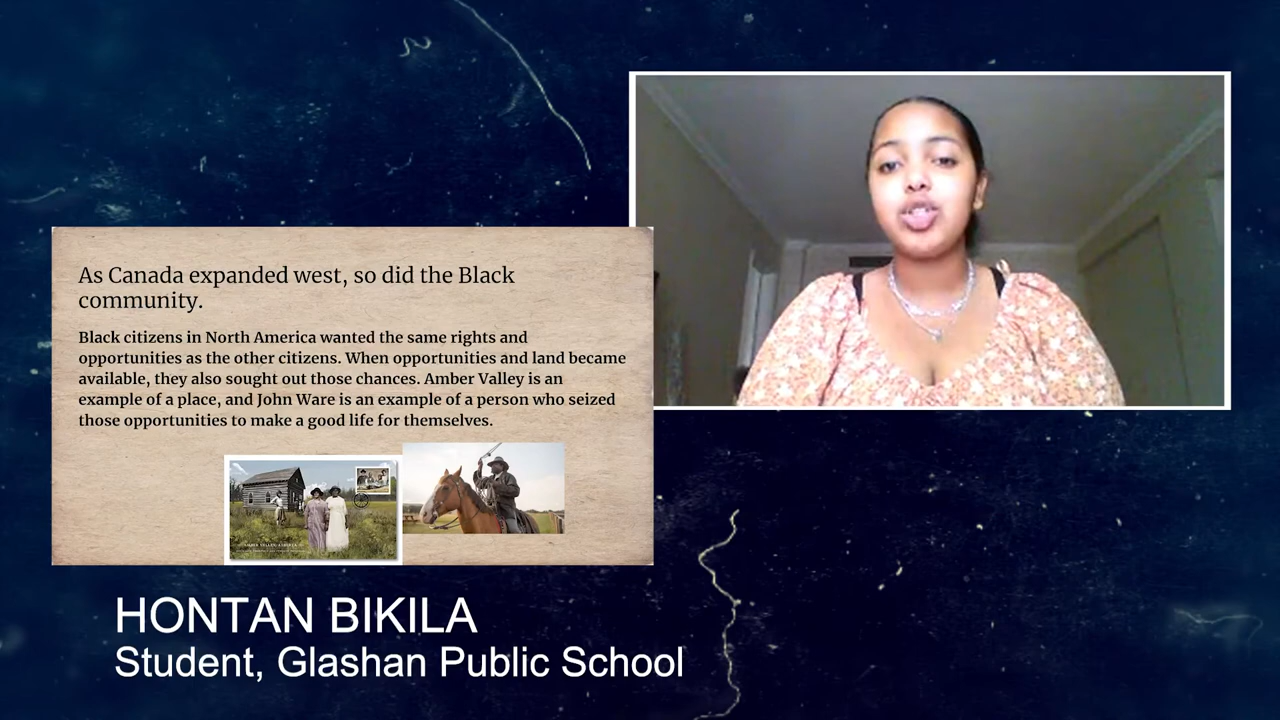 As Canada expanded west, so did the Black
community.
Black citizens in North America wanted the same rights and
opportunities as the other citizens. When opportunities and land became
available, they also sought out those chances. Amber Valley is an
example of a place, and John Ware is an example of a person who seized
those opportunities to make a good life for themselves.
AMBER VALLEY, ALBERTA
HONTAN BIKILA
Student, Glashan Public School